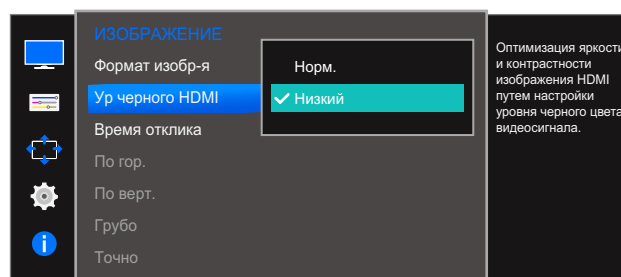 ИЗОБРАЖЕНИЕ
Формат изобр-я
Ур черного HDMI
Время отклика
По гор.
По верт.
Грубо
Точно
Норм.
Низкий
Оптимизация яркости
и контрастности
изображения HDMI
путем настройки
уровня черного цвета
видеосигнала.